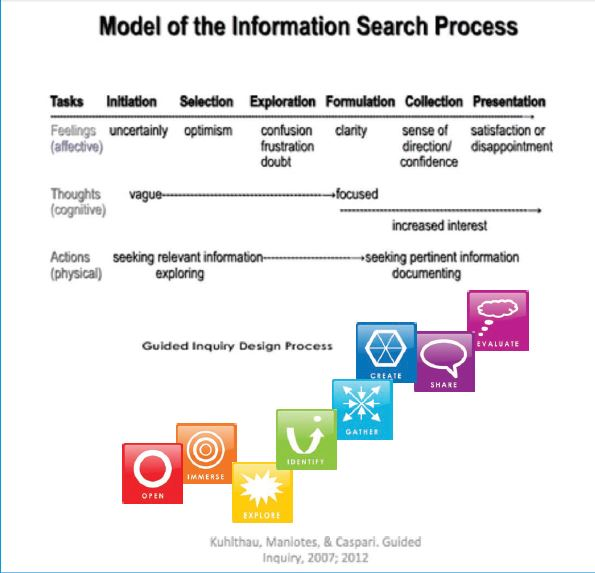 Model of the Information Search Process
Tasks Initiation Selection Exploration Formulation Collection Presentation
Feelings uncertainly optimism confusion clarity sense of satisfaction or
(affective) frustration direction/ disappointment
doubt confidence
Thoughts vague focused
(cognitive)
increased interest
Actions seeking relevant information seeking pertinent information
(physical) exploring documenting
Guided Inquiry Design Process
EVALUATE
CREATE
SHARE
GATHER
IDENTIFY
IMMERSE
OPEN
EXPLORE
Kuhlthau, Maniotes, & Caspari. Guided
Inquiry, 2007; 2012